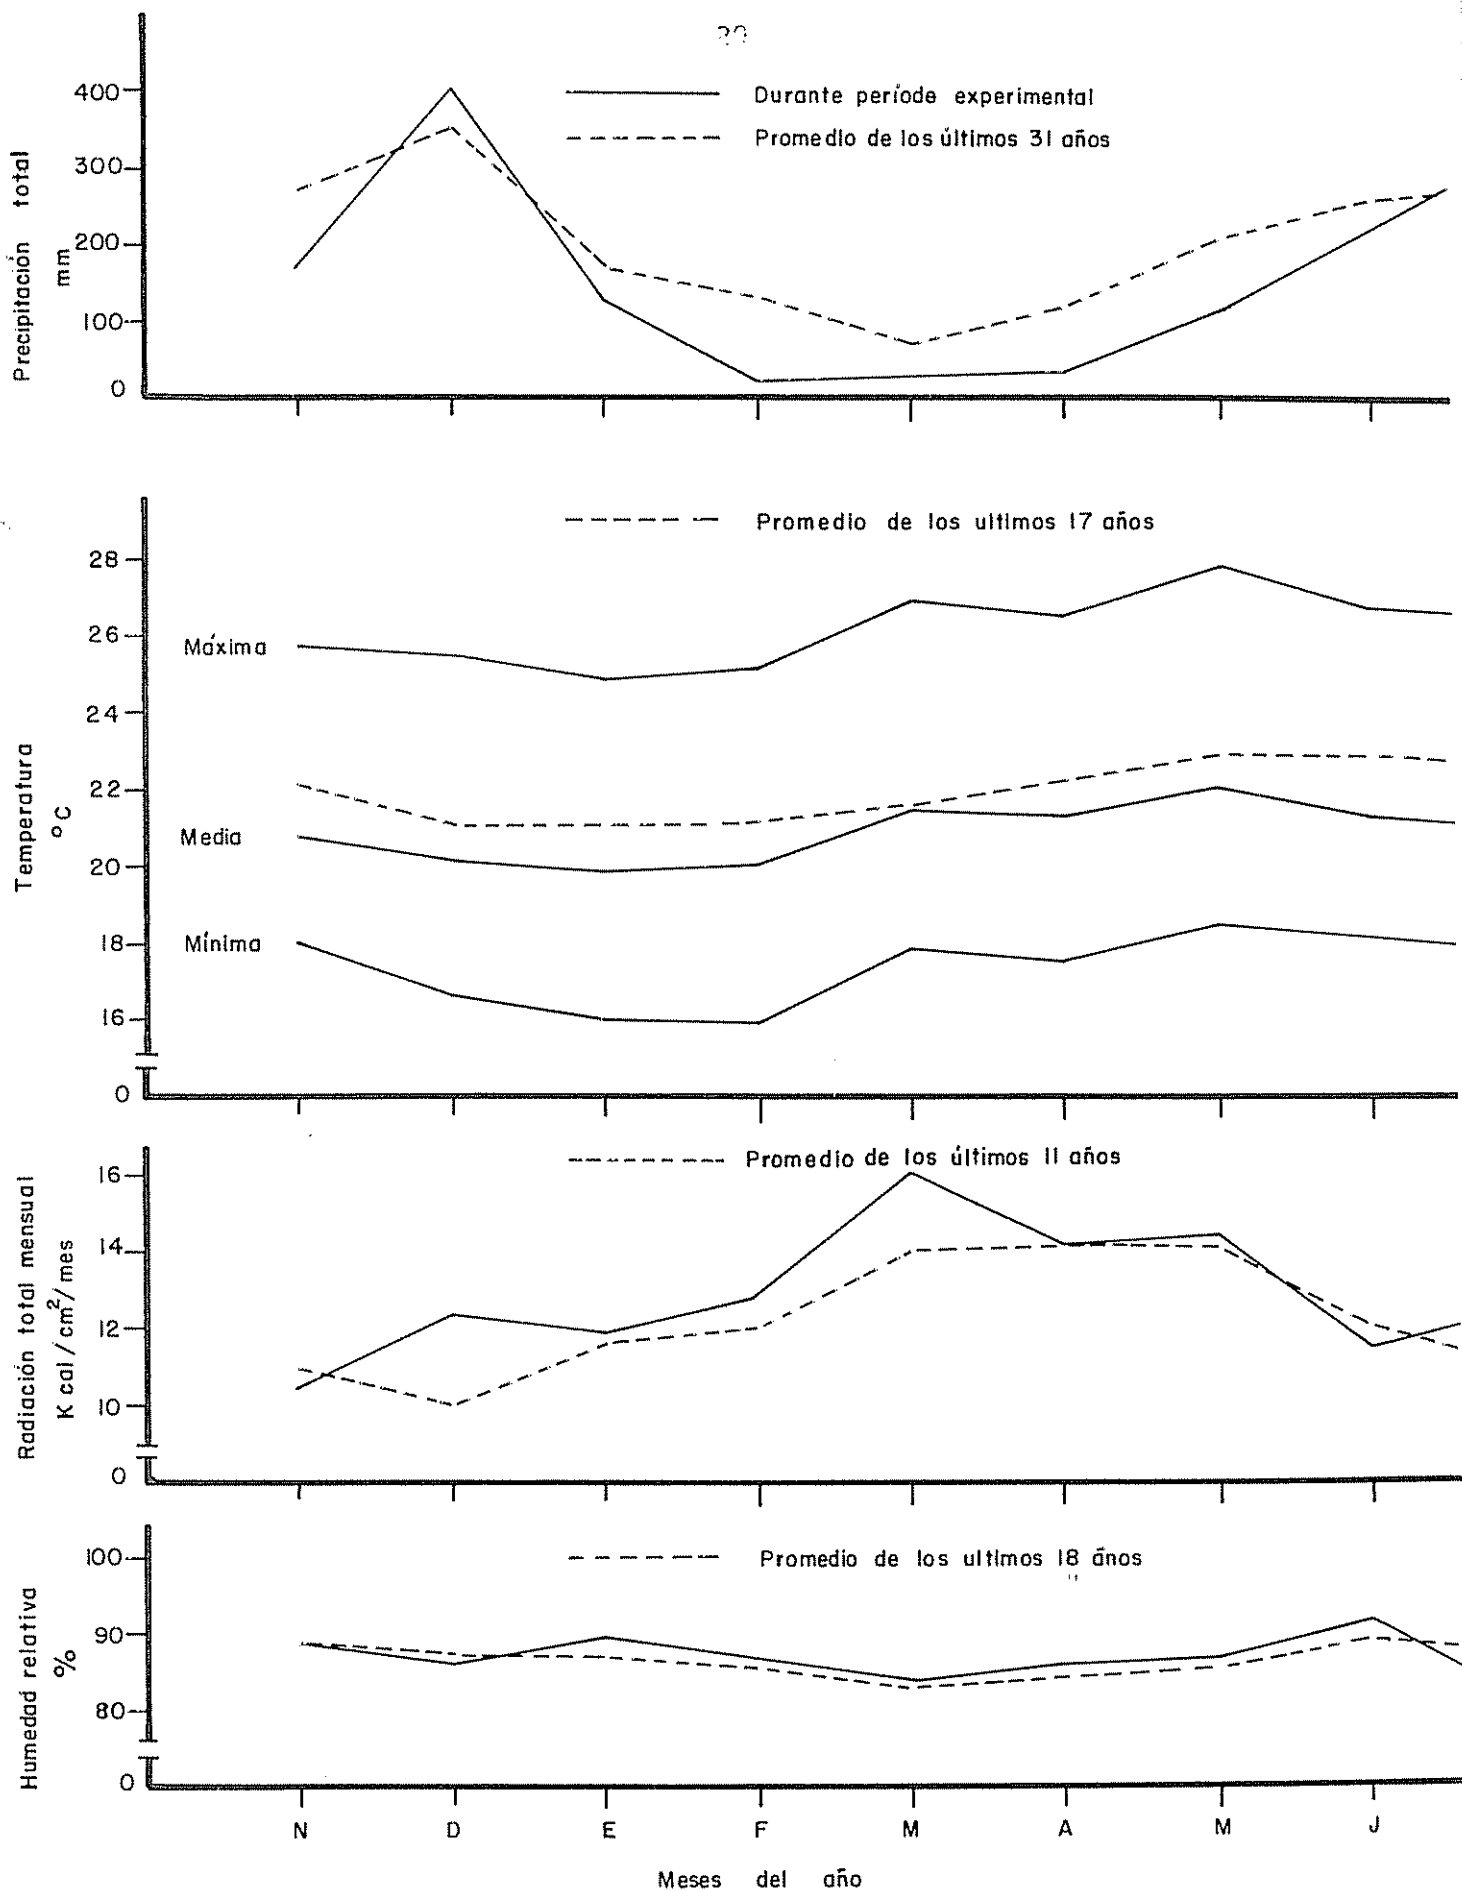 Durante període experimental
Promedio de los últimos 31 años
Precipitación total
mm
400
300
200
100
0
Promedio de los ultimos 17 años
Temperatura
°C
28
26
24
22
20
18
16
0
Máxima
Media
Mínima
Promedio de los últimos 11 años
Radiación total mensual
K cal/cm²/mes
16
14
12
10
0
Promedio de los ultimos 18 ános
Humedad relativa
%
100
90
80
0
N D E F M A M J
Meses del año